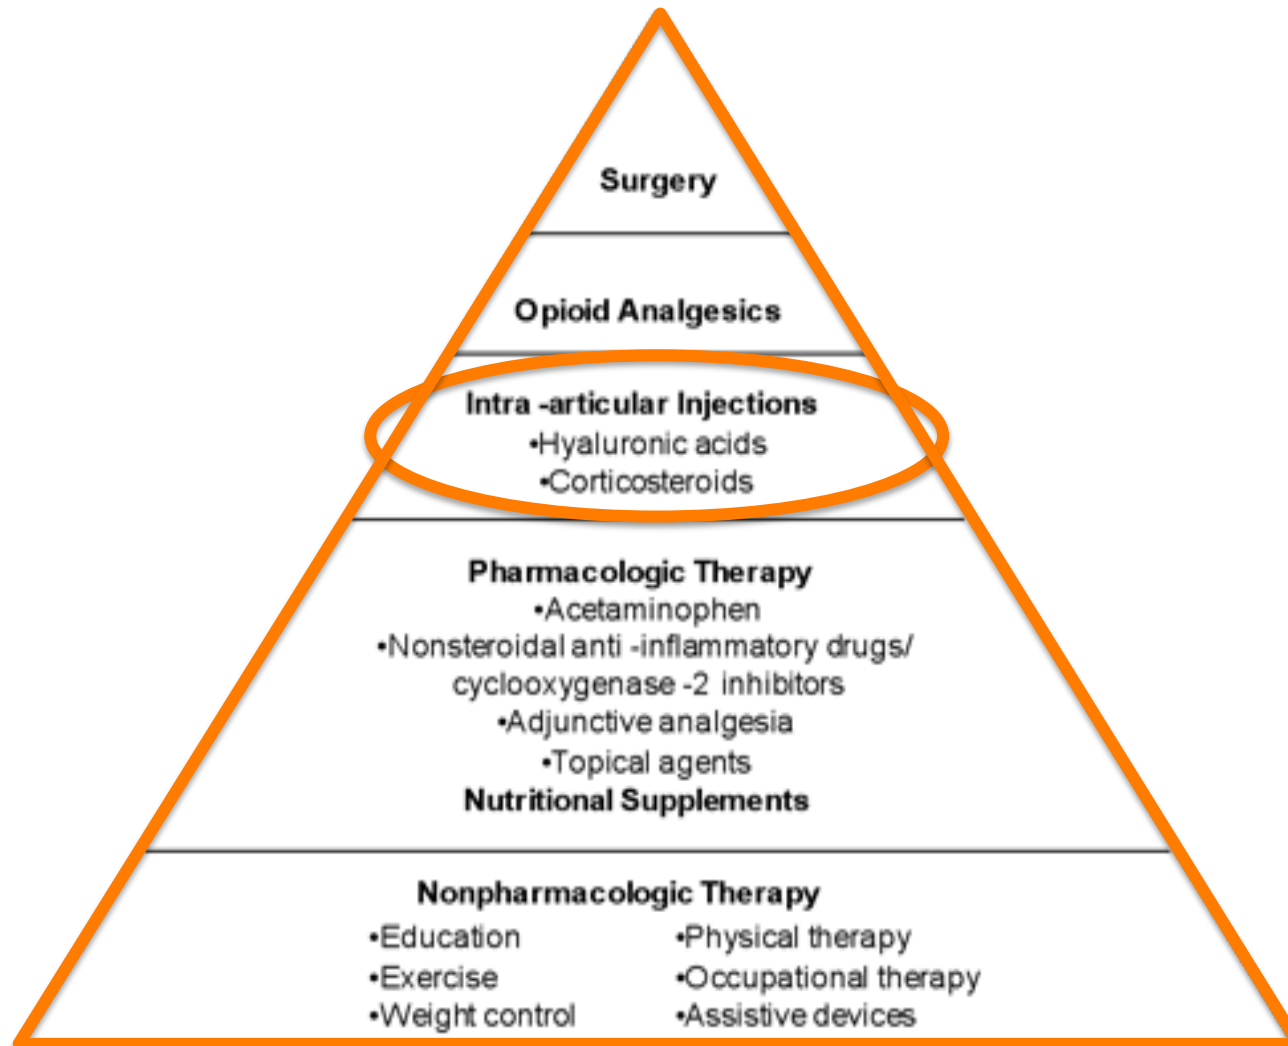 Surgery
Opioid Analgesics
Intra -articular Injections
•Hyaluronic acids
•Corticosteroids
Pharmacologic Therapy
•Acetaminophen
•Nonsteroidal anti -inflammatory drugs/
cyclooxygenase -2 inhibitors
•Adjunctive analgesia
•Topical agents
Nutritional Supplements
Nonpharmacologic Therapy
•Education
•Exercise
•Weight control
•Physical therapy
•Occupational therapy
•Assistive devices